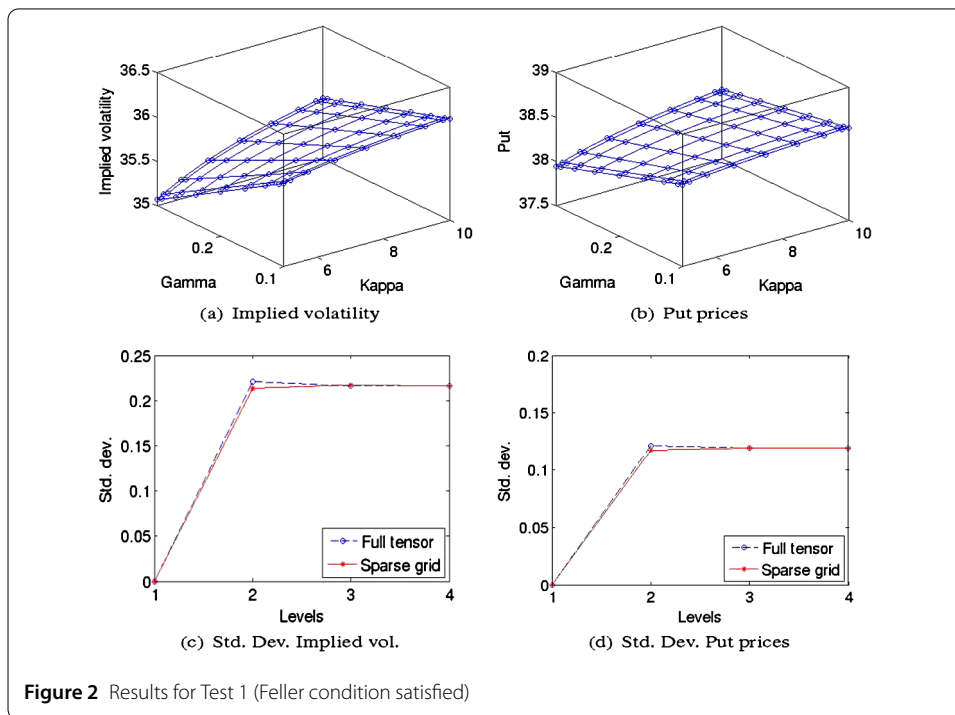 36.5
36
35.5
35
Implied volatility
0.2
0.1
Gamma
6
8
10
Kappa
(a) Implied volatility
39
38.5
38
37.5
Put
0.2
0.1
Gamma
6
8
10
Kappa
(b) Put prices
0.25
0.2
0.15
0.1
0.05
0
Std. dev.
1
2
3
4
Levels
Full tensor
Sparse grid
(c) Std. Dev. Implied vol.
0.2
0.15
0.1
0.05
0
Std. dev.
1
2
3
4
Levels
Full tensor
Sparse grid
(d) Std. Dev. Put prices
Figure 2 Results for Test 1 (Feller condition satisfied)